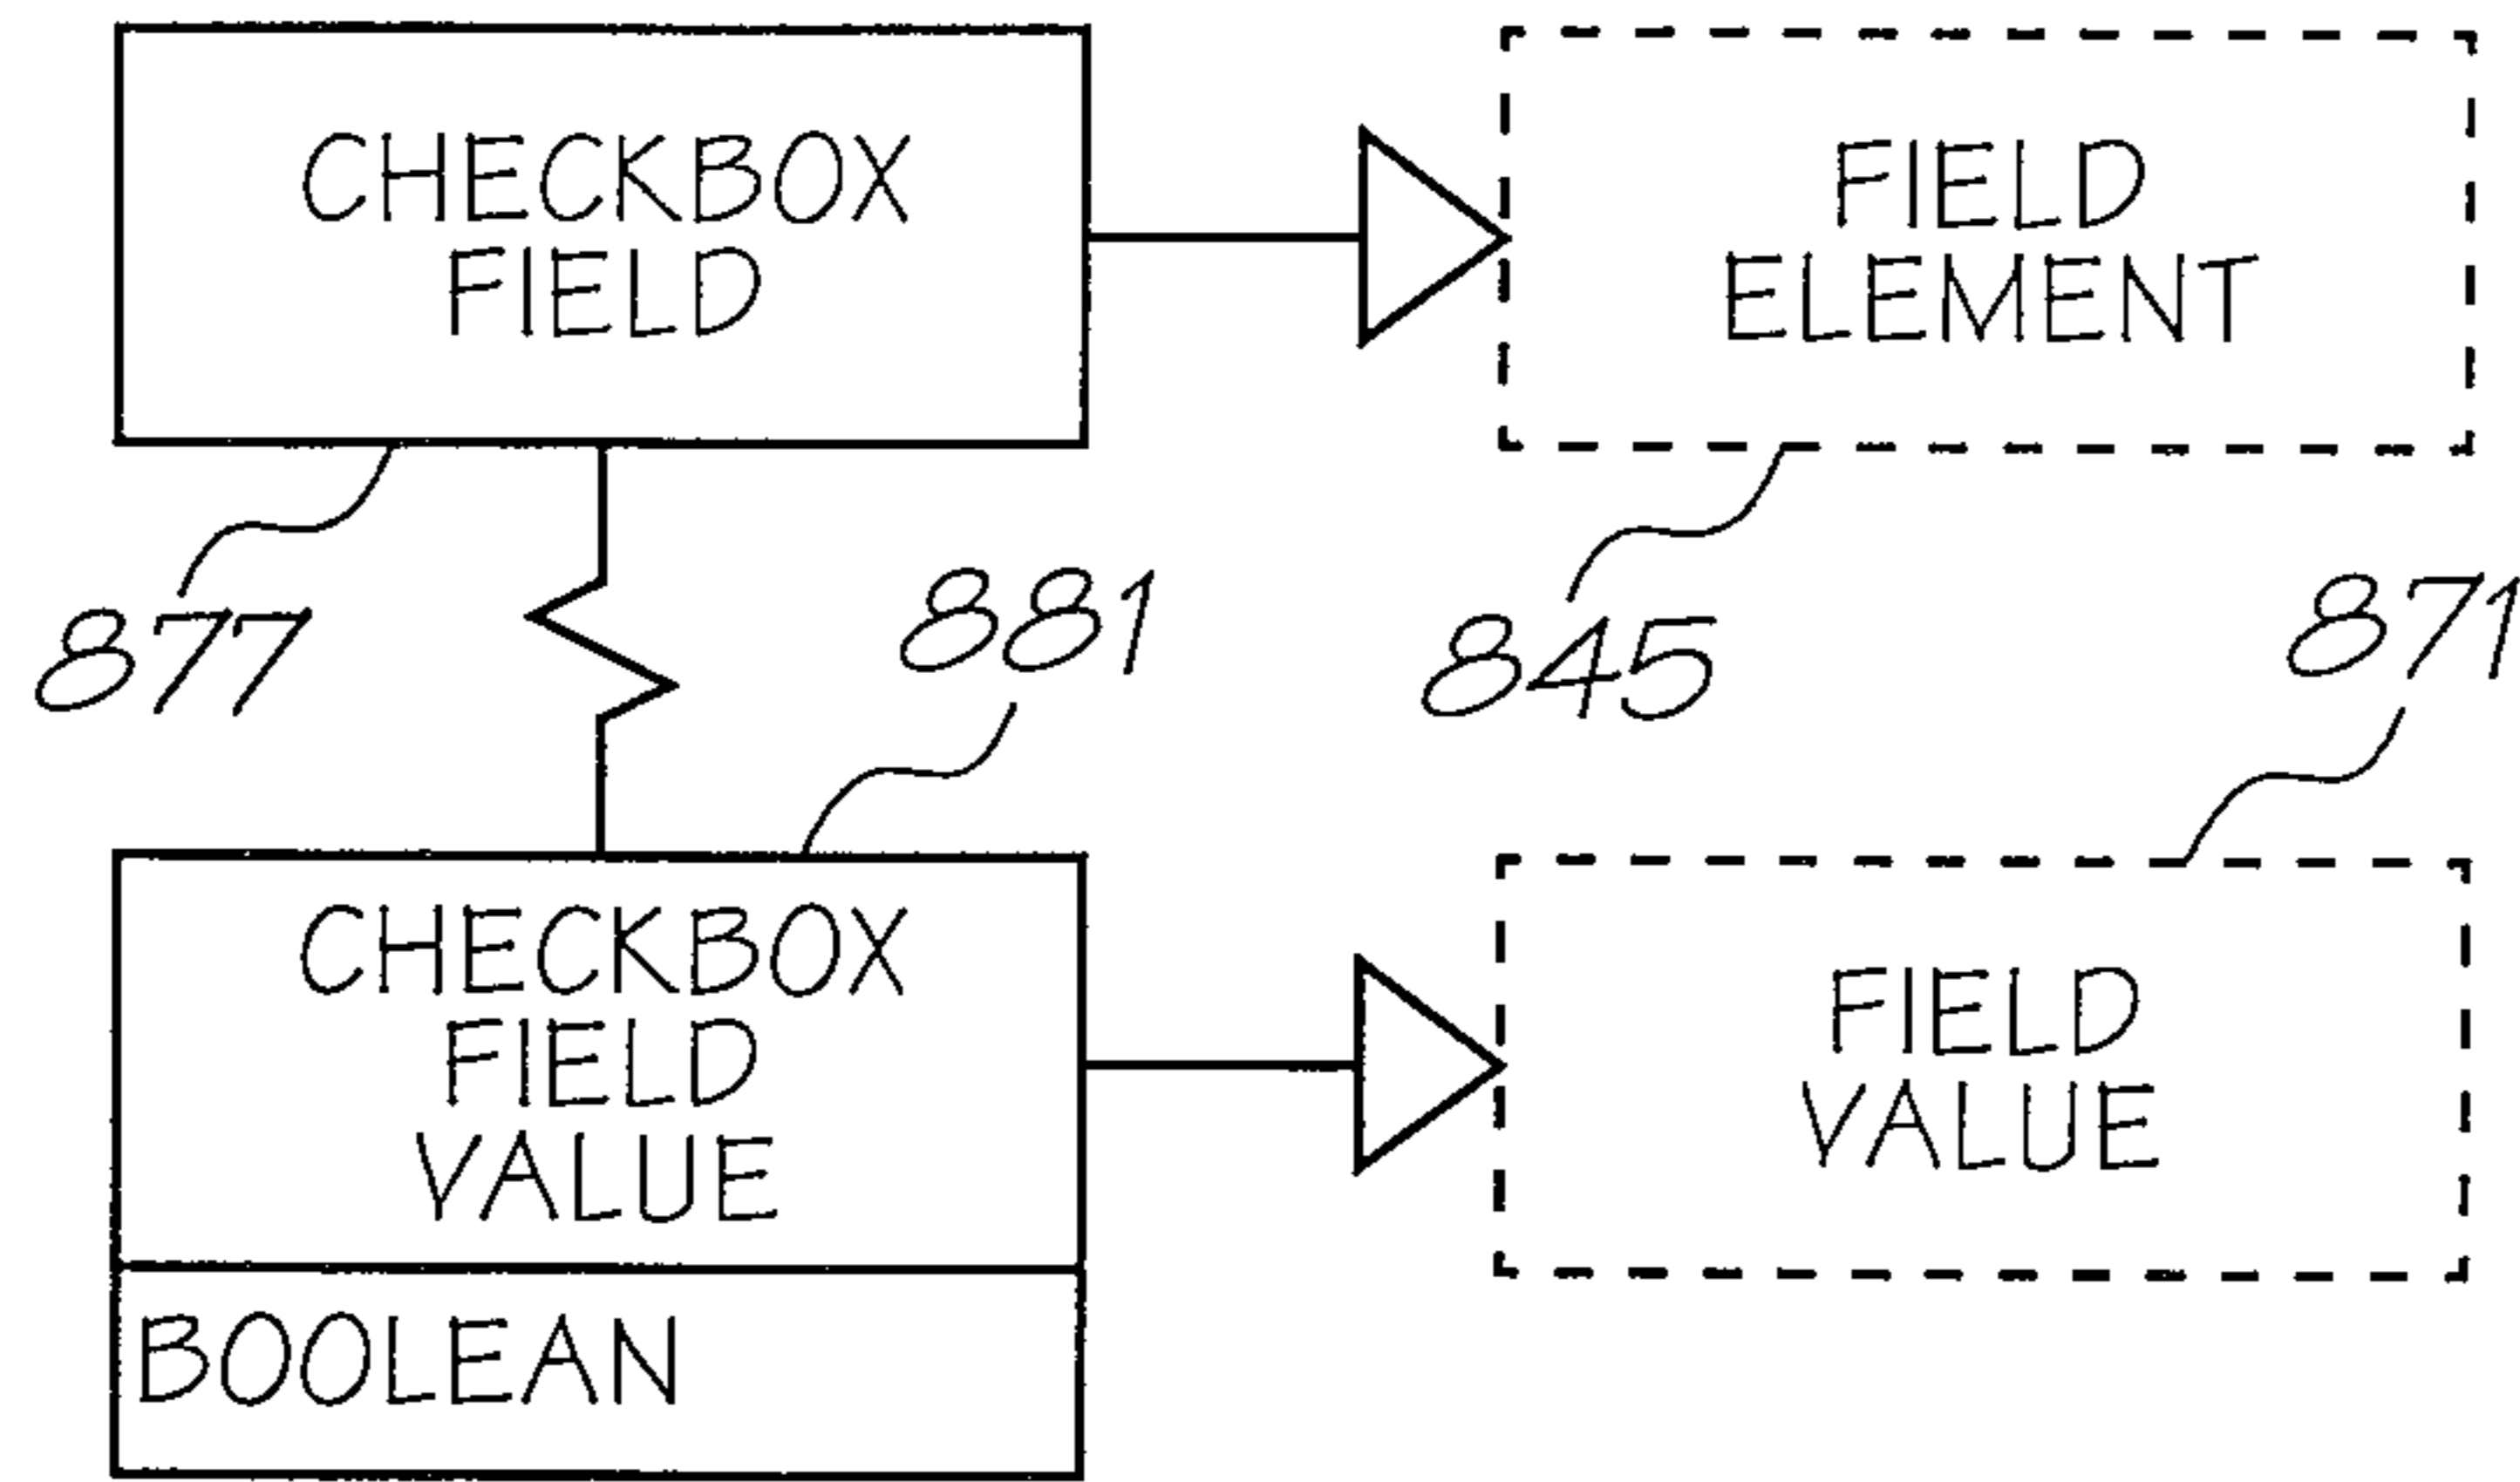 CHECKBOX
FIELD
FIELD
ELEMENT
877
881
845
871
CHECKBOX
FIELD
VALUE
FIELD
VALUE
BOOLEAN